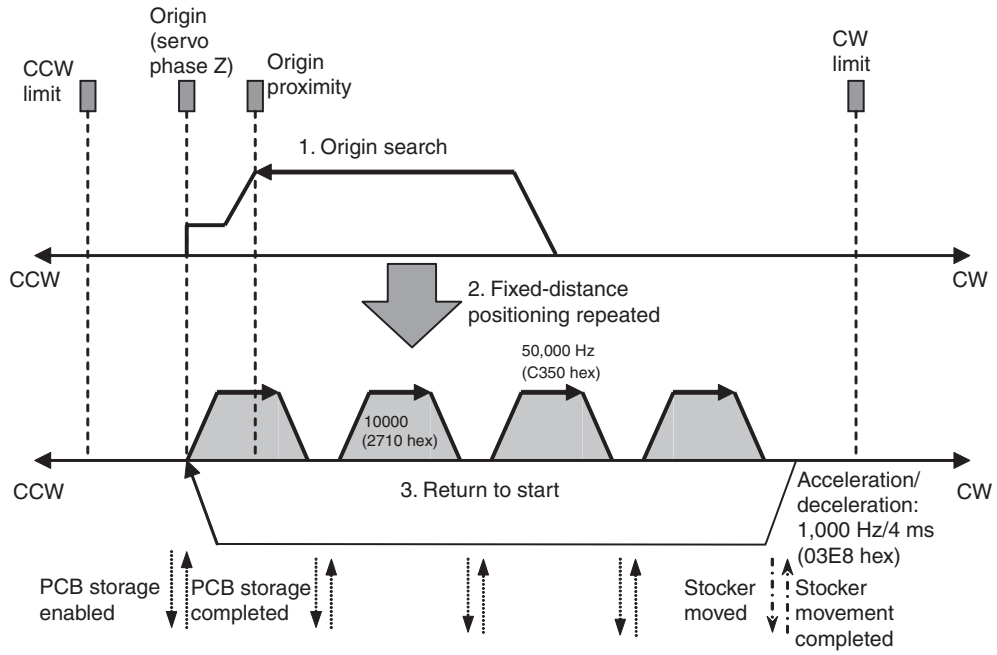 Origin
(servo
phase Z)
CCW
limit
Origin
proximity
CW
limit
1. Origin search
CCW
CW
2. Fixed-distance
positioning repeated
50,000 Hz
(C350 hex)
10000
(2710 hex)
CCW
CW
3. Return to start
Acceleration/
deceleration:
1,000 Hz/4 ms
(03E8 hex)
PCB storage
enabled
PCB storage
completed
Stocker
moved
Stocker
movement
completed